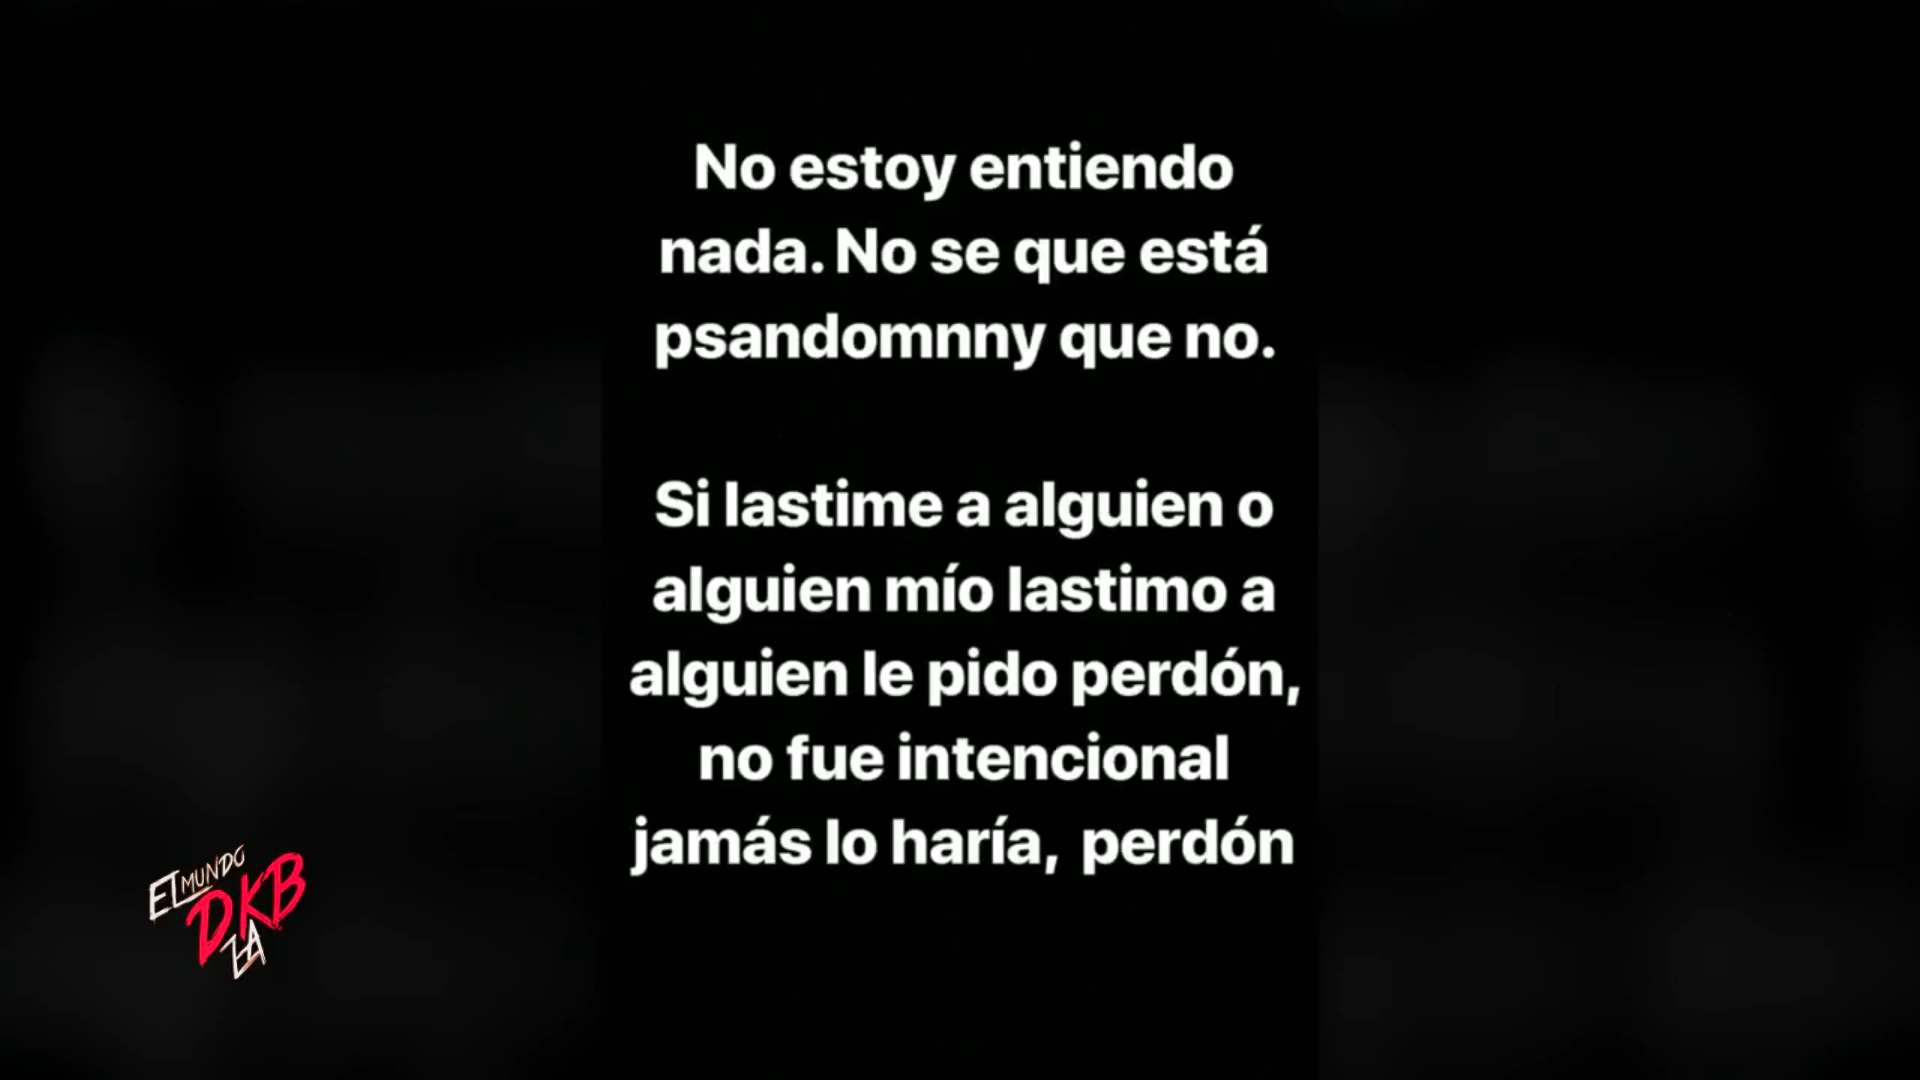 No estoy entiendo
nada. No se que está
psandomnny que no.
Si lastime a alguien o
alguien mío lastimo a
alguien le pido perdón,
no fue intencional
jamás lo haría, perdón
EL MUNDO
DKB
ZA